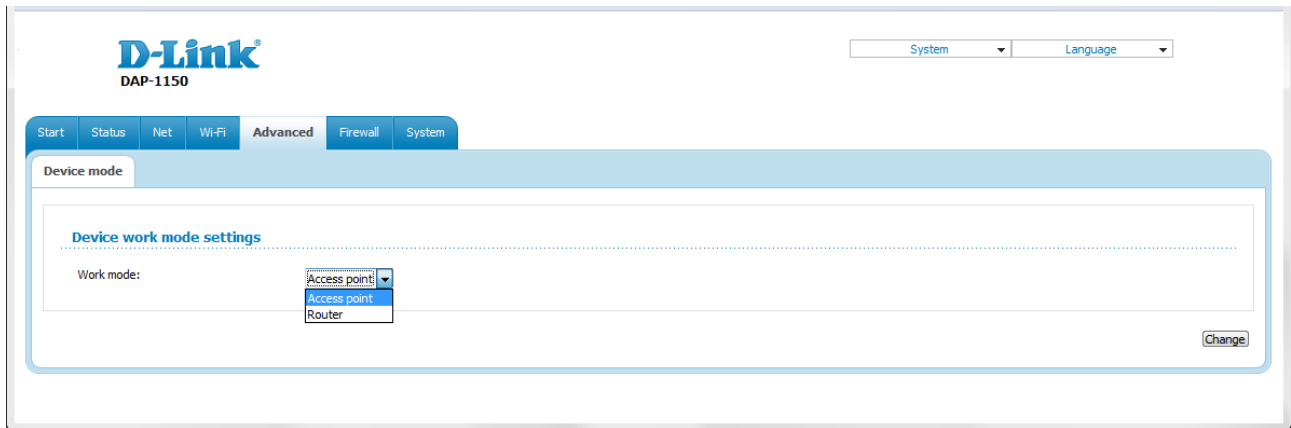 D-Link®
DAP-1150
System Language
Start Status Net Wi-Fi Advanced Firewall System
Device mode
Device work mode settings
Work mode: Access point
Access point
Router
Change